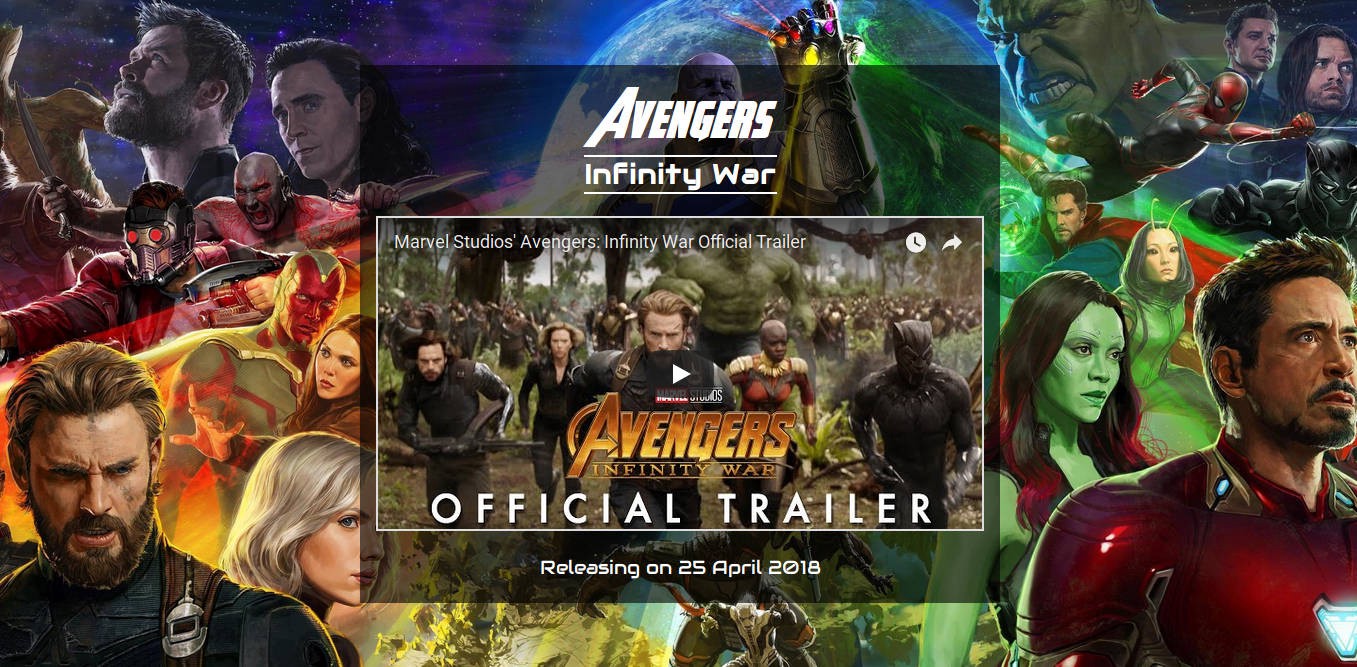 AVENGERS
Infinity War
Marvel Studios' Avengers: Infinity War Official Trailer
MARVEL STUDIOS
AVENGERS
INFINITY WAR
OFFICIAL TRAILER
Releasing on 25 April 2018